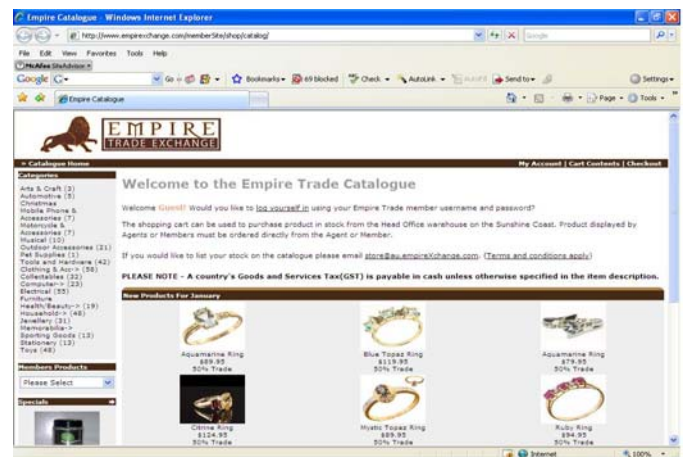 Empire Catalogue - Windows Internet Explorer
http://www.empirexchange.com/memberSite/shop/catalog/
Google
File Edit View Favorites Tools Help
McAfee SiteAdvisor
Google G Go Bookmarks 69 blocked Check AutoLink AutoFill Send to Settings
Empire Catalogue Page Tools
EMPIRE
TRADE EXCHANGE
» Catalogue Home My Account | Cart Contents | Checkout
Categories
Arts & Craft (3)
Automotive (5)
Christmas
Mobile Phone &
Accessories (7)
Motorcycle &
Accessories (7)
Musical (10)
Outdoor Accessories (21)
Pet Supplies (1)
Tools and Hardware (42)
Clothing & Acc-> (58)
Collectables (32)
Computer-> (23)
Electrical (55)
Furniture
Health/Beauty-> (19)
Household-> (48)
Jewellery (31)
Memorabilia->
Sporting Goods (13)
Stationery (13)
Toys (48)
Members Products
Please Select
Specials
Welcome to the Empire Trade Catalogue
Welcome Guest! Would you like to log yourself in using your Empire Trade member username and password?
The shopping cart can be used to purchase product in stock from the Head Office warehouse on the Sunshine Coast. Product displayed by
Agents or Members must be ordered directly from the Agent or Member.
If you would like to list your stock on the catalogue please email store@au.empireXchange.com. (Terms and conditions apply)
PLEASE NOTE - A country's Goods and Services Tax(GST) is payable in cash unless otherwise specified in the item description.
New Products For January
Aquamarine Ring
$89.95
50% Trade
Blue Topaz Ring
$119.95
50% Trade
Aquamarine Ring
$79.95
50% Trade
Citrine Ring
$124.95
50% Trade
Mystic Topaz Ring
$89.95
50% Trade
Ruby Ring
$94.95
50% Trade
Internet 100%